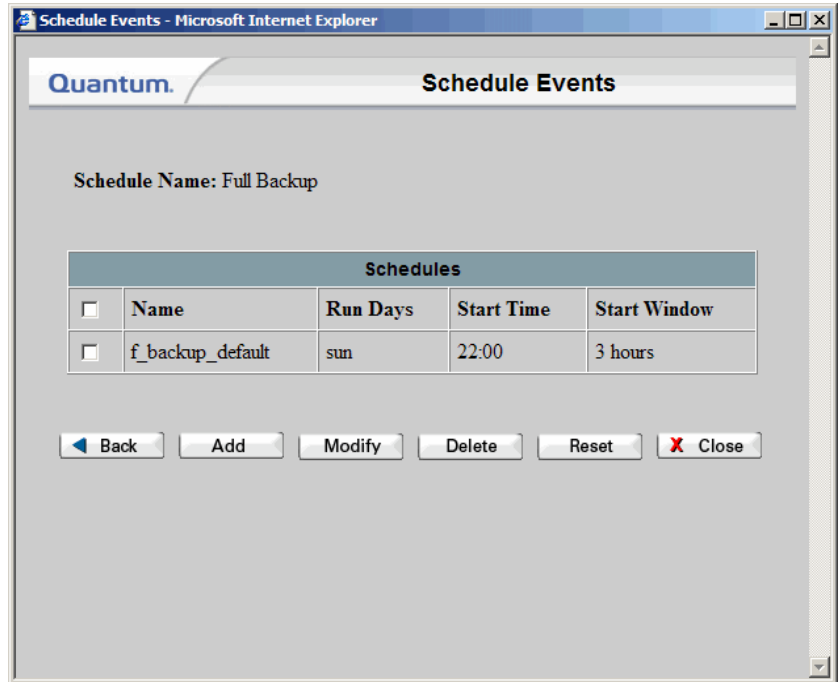 Schedule Events - Microsoft Internet Explorer
Quantum.
Schedule Events
Schedule Name: Full Backup
Schedules
Name Run Days Start Time Start Window
f_backup_default sun 22:00 3 hours
Back Add Modify Delete Reset X Close